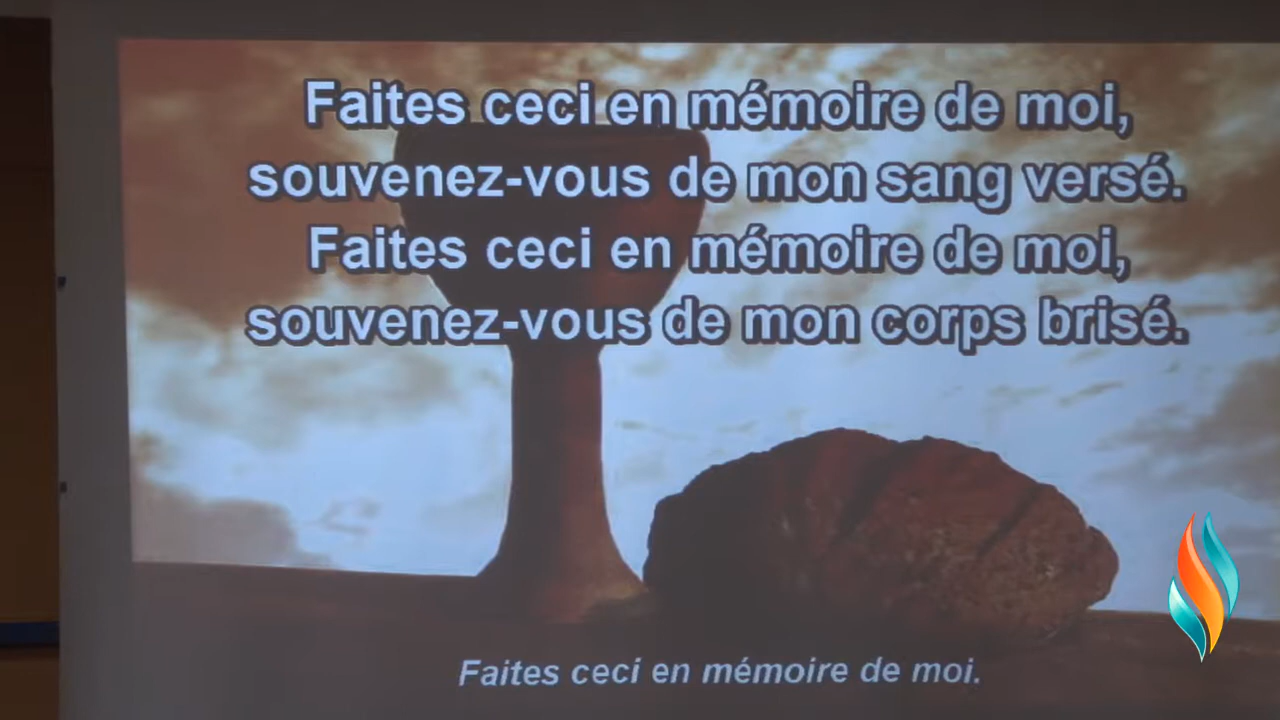 Faites ceci en mémoire de moi,
souvenez-vous de mon sang versé.
Faites ceci en mémoire de moi,
souvenez-vous de mon corps brisé.
Faites ceci en mémoire de moi.